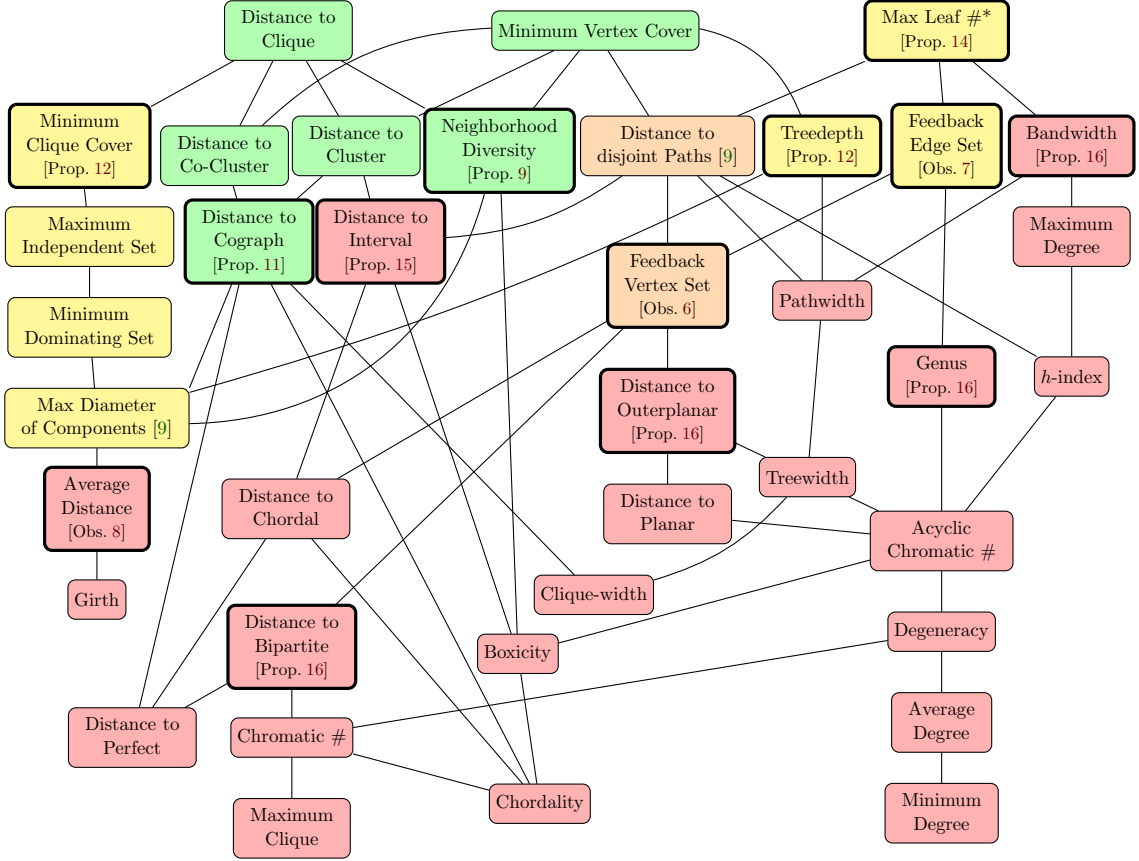 Distance to
Clique
Minimum Vertex Cover
Max Leaf #*
[Prop. 14]
Minimum
Clique Cover
[Prop. 12]
Distance to
Co-Cluster
Distance to
Cluster
Neighborhood
Diversity
[Prop. 9]
Distance to
disjoint Paths [9]
Treedepth
[Prop. 12]
Feedback
Edge Set
[Obs. 7]
Bandwidth
[Prop. 16]
Maximum
Independent Set
Distance to
Cograph
[Prop. 11]
Distance to
Interval
[Prop. 15]
Maximum
Degree
Feedback
Vertex Set
[Obs. 6]
Pathwidth
Minimum
Dominating Set
Max Diameter
of Components [9]
Distance to
Outerplanar
[Prop. 16]
Genus
[Prop. 16]
h-index
Average
Distance
[Obs. 8]
Distance to
Chordal
Treewidth
Distance to
Planar
Acyclic
Chromatic #
Girth
Clique-width
Distance to
Bipartite
[Prop. 16]
Boxicity
Degeneracy
Distance to
Perfect
Chromatic #
Average
Degree
Maximum
Clique
Chordality
Minimum
Degree